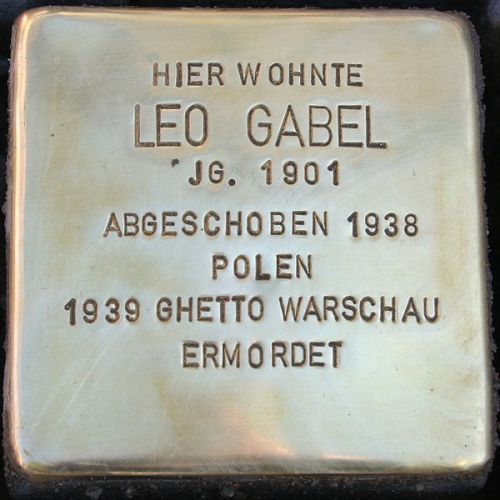 HIER WOHNTE
LEO GABEL
JG. 1901
ABGESCHOBEN 1938
POLEN
1939 GHETTO WARSCHAU
ERMORDET